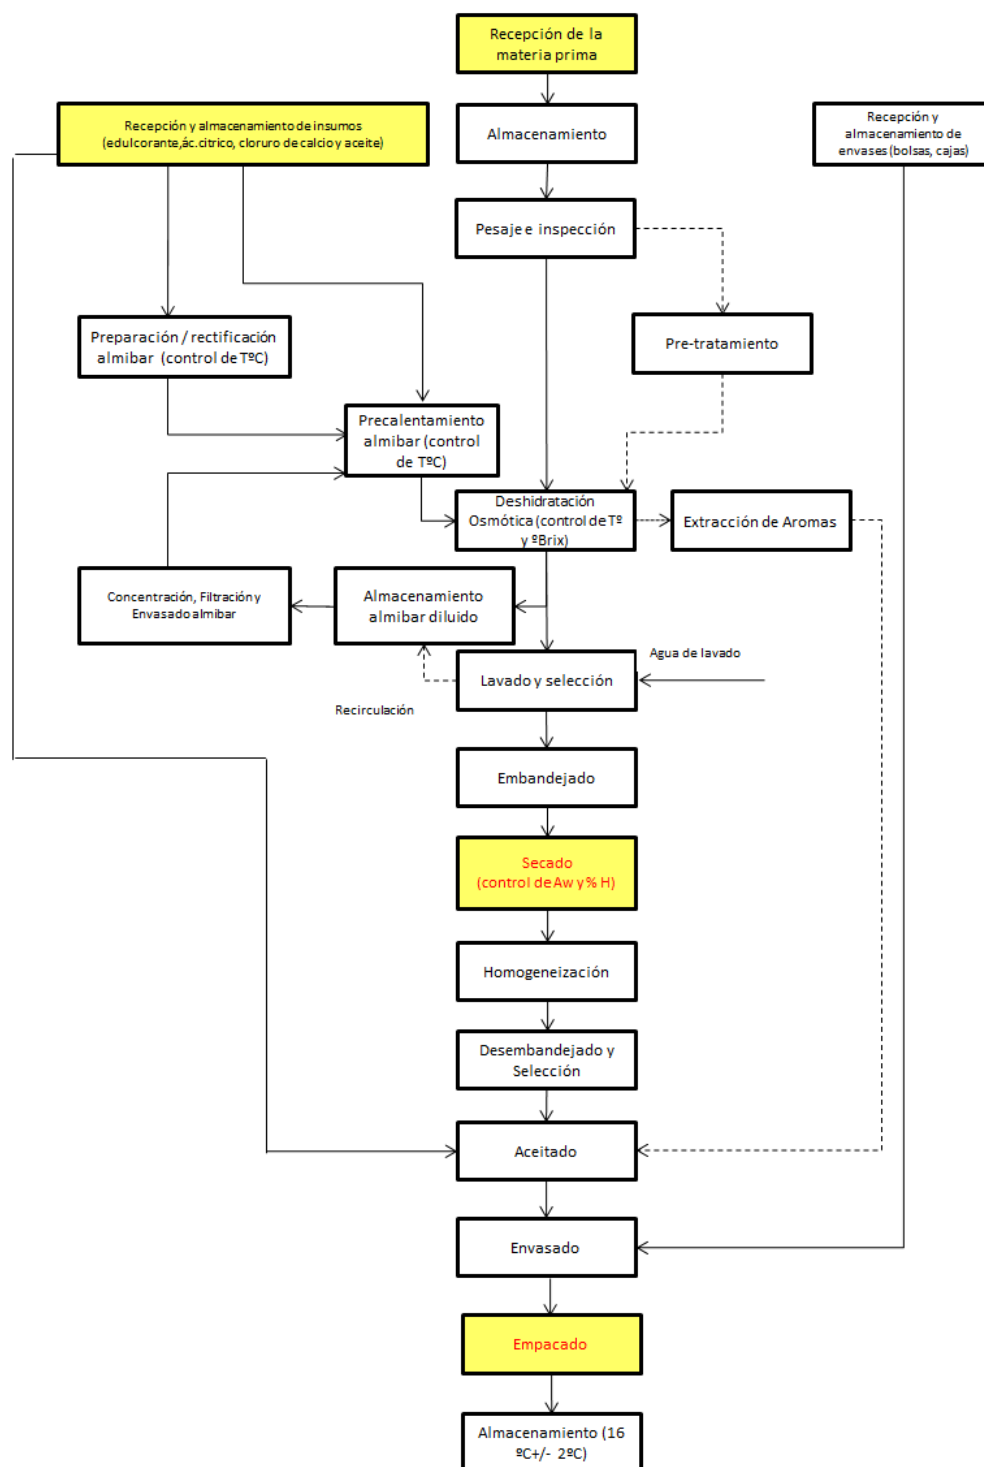 Recepción de la
materia prima
Recepción y almacenamiento de insumos
(edulcorante,ác.citrico, cloruro de calcio y aceite)
Almacenamiento
Recepción y
almacenamiento de
envases (bolsas, cajas)
Pesaje e inspección
Preparación / rectificación
almibar (control de TºC)
Pre-tratamiento
Precalentamiento
almibar (control
de TºC)
Deshidratación
Osmótica (control de Tº
y ºBrix)
Extracción de Aromas
Concentración, Filtración y
Envasado almibar
Almacenamiento
almibar diluido
Agua de lavado
Lavado y selección
Recirculación
Embandejado
Secado
(control de Aw y % H)
Homogeneización
Desembandejado y
Selección
Aceitado
Envasado
Empacado
Almacenamiento (16
ºC+/- 2ºC)